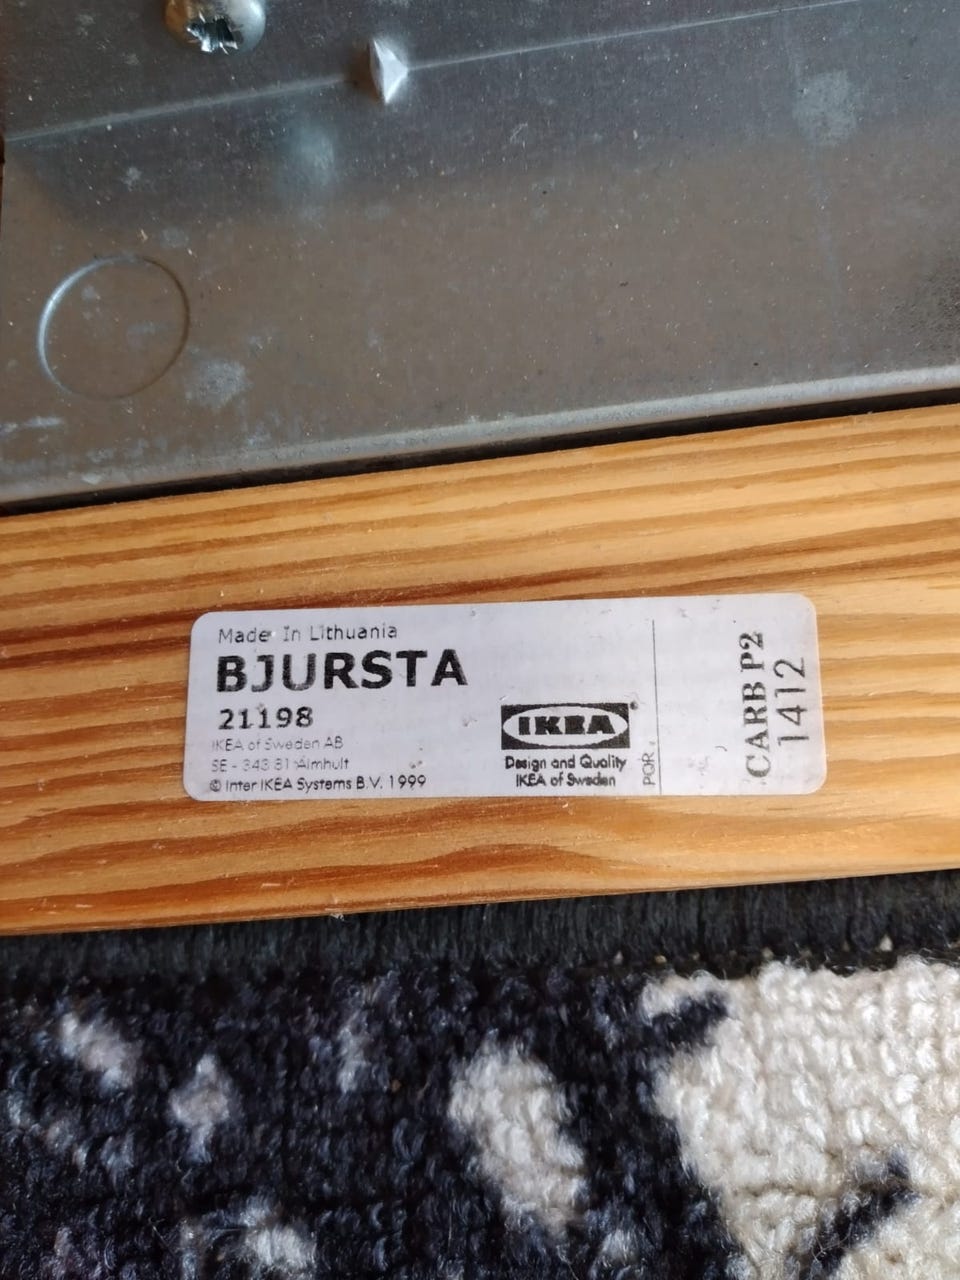 Made In Lithuania
BJURSTA
21198
IKEA of Sweden AB
SE - 343 81 Älmhult
© Inter IKEA Systems B.V. 1999
IKEA®
Design and Quality
IKEA of Sweden
POR.
CARB P2
1412